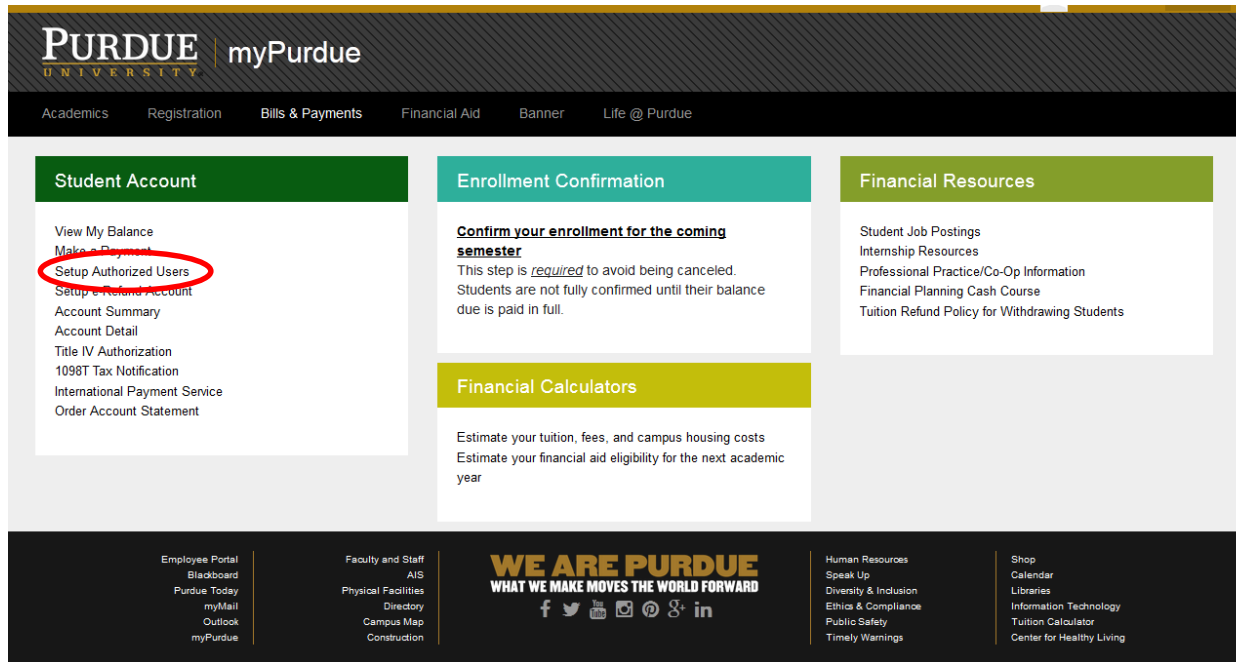 PURDUE
UNIVERSITY
myPurdue
Academics Registration Bills & Payments Financial Aid Banner Life @ Purdue
Student Account
View My Balance
Make a Payment
Setup Authorized Users
Setup e-Refund Account
Account Summary
Account Detail
Title IV Authorization
1098T Tax Notification
International Payment Service
Order Account Statement
Enrollment Confirmation
Confirm your enrollment for the coming
semester
This step is required to avoid being canceled.
Students are not fully confirmed until their balance
due is paid in full.
Financial Calculators
Estimate your tuition, fees, and campus housing costs
Estimate your financial aid eligibility for the next academic
year
Financial Resources
Student Job Postings
Internship Resources
Professional Practice/Co-Op Information
Financial Planning Cash Course
Tuition Refund Policy for Withdrawing Students
Employee Portal
Blackboard
Purdue Today
myMail
Outlook
myPurdue
Faculty and Staff
AIS
Physical Facilities
Directory
Campus Map
Construction
WE ARE PURDUE
WHAT WE MAKE MOVES THE WORLD FORWARD
You Tube
Human Resources
Speak Up
Diversity & Inclusion
Ethics & Compliance
Public Safety
Timely Warnings
Shop
Calendar
Libraries
Information Technology
Tuition Calculator
Center for Healthy Living